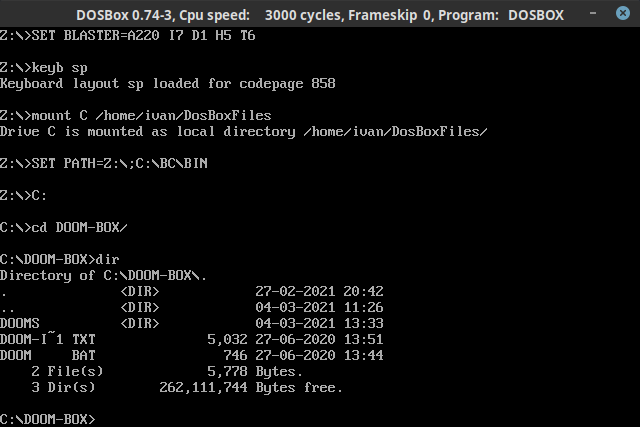 DOSBox 0.74-3, Cpu speed:    3000 cycles, Frameskip  0, Program:   DOSBOX
Z:\>SET BLASTER=A220 I7 D1 H5 T6
Z:\>keyb sp
Keyboard layout sp loaded for codepage 858
Z:\>mount C /home/ivan/DosBoxFiles
Drive C is mounted as local directory /home/ivan/DosBoxFiles/
Z:\>SET PATH=Z:\;C:\BC\BIN
Z:\>C:
C:\>cd DOOM-BOX/
C:\DOOM-BOX>dir
Directory of C:\DOOM-BOX\.
.              <DIR>            27-02-2021 20:42
..             <DIR>            04-03-2021 11:26
DOOMS          <DIR>            04-03-2021 13:33
DOOM-I~1 TXT              5,032 27-06-2020 13:51
DOOM     BAT                746 27-06-2020 13:44
    2 File(s)             5,778 Bytes.
    3 Dir(s)        262,111,744 Bytes free.
C:\DOOM-BOX>